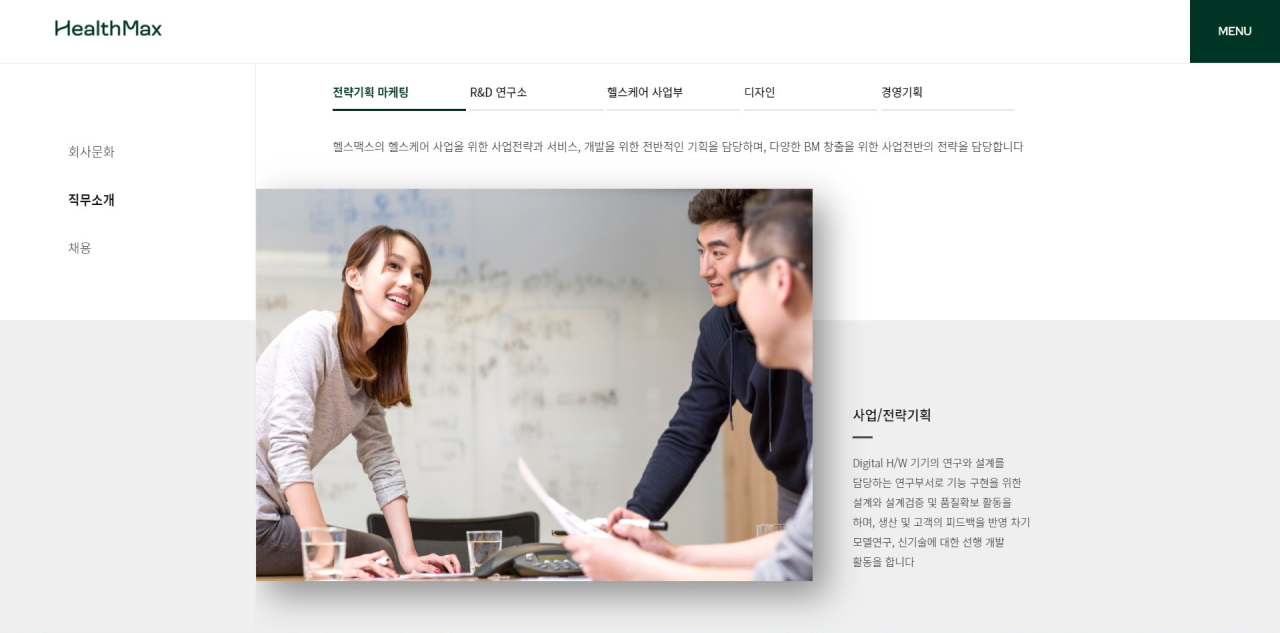 HealthMax
MENU
전략기획 마케팅
R&D 연구소
헬스케어 사업부
디자인
경영기획
헬스맥스의 헬스케어 사업을 위한 사업전략과 서비스, 개발을 위한 전반적인 기획을 담당하며, 다양한 BM 창출을 위한 사업전반의 전략을 담당합니다
회사문화
직무소개
채용
사업/전략기획
Digital H/W 기기의 연구와 설계를
담당하는 연구부서로 기능 구현을 위한
설계와 설계검증 및 품질확보 활동을
하며, 생산 및 고객의 피드백을 반영 차기
모델연구, 신기술에 대한 선행 개발
활동을 합니다